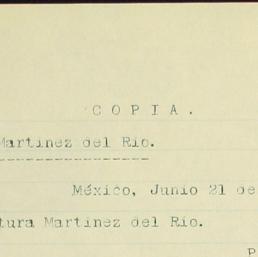 C O P I A .
Martinez del Rio.
---------------
México, Junio 21 de
tura Martinez del Rio.
P